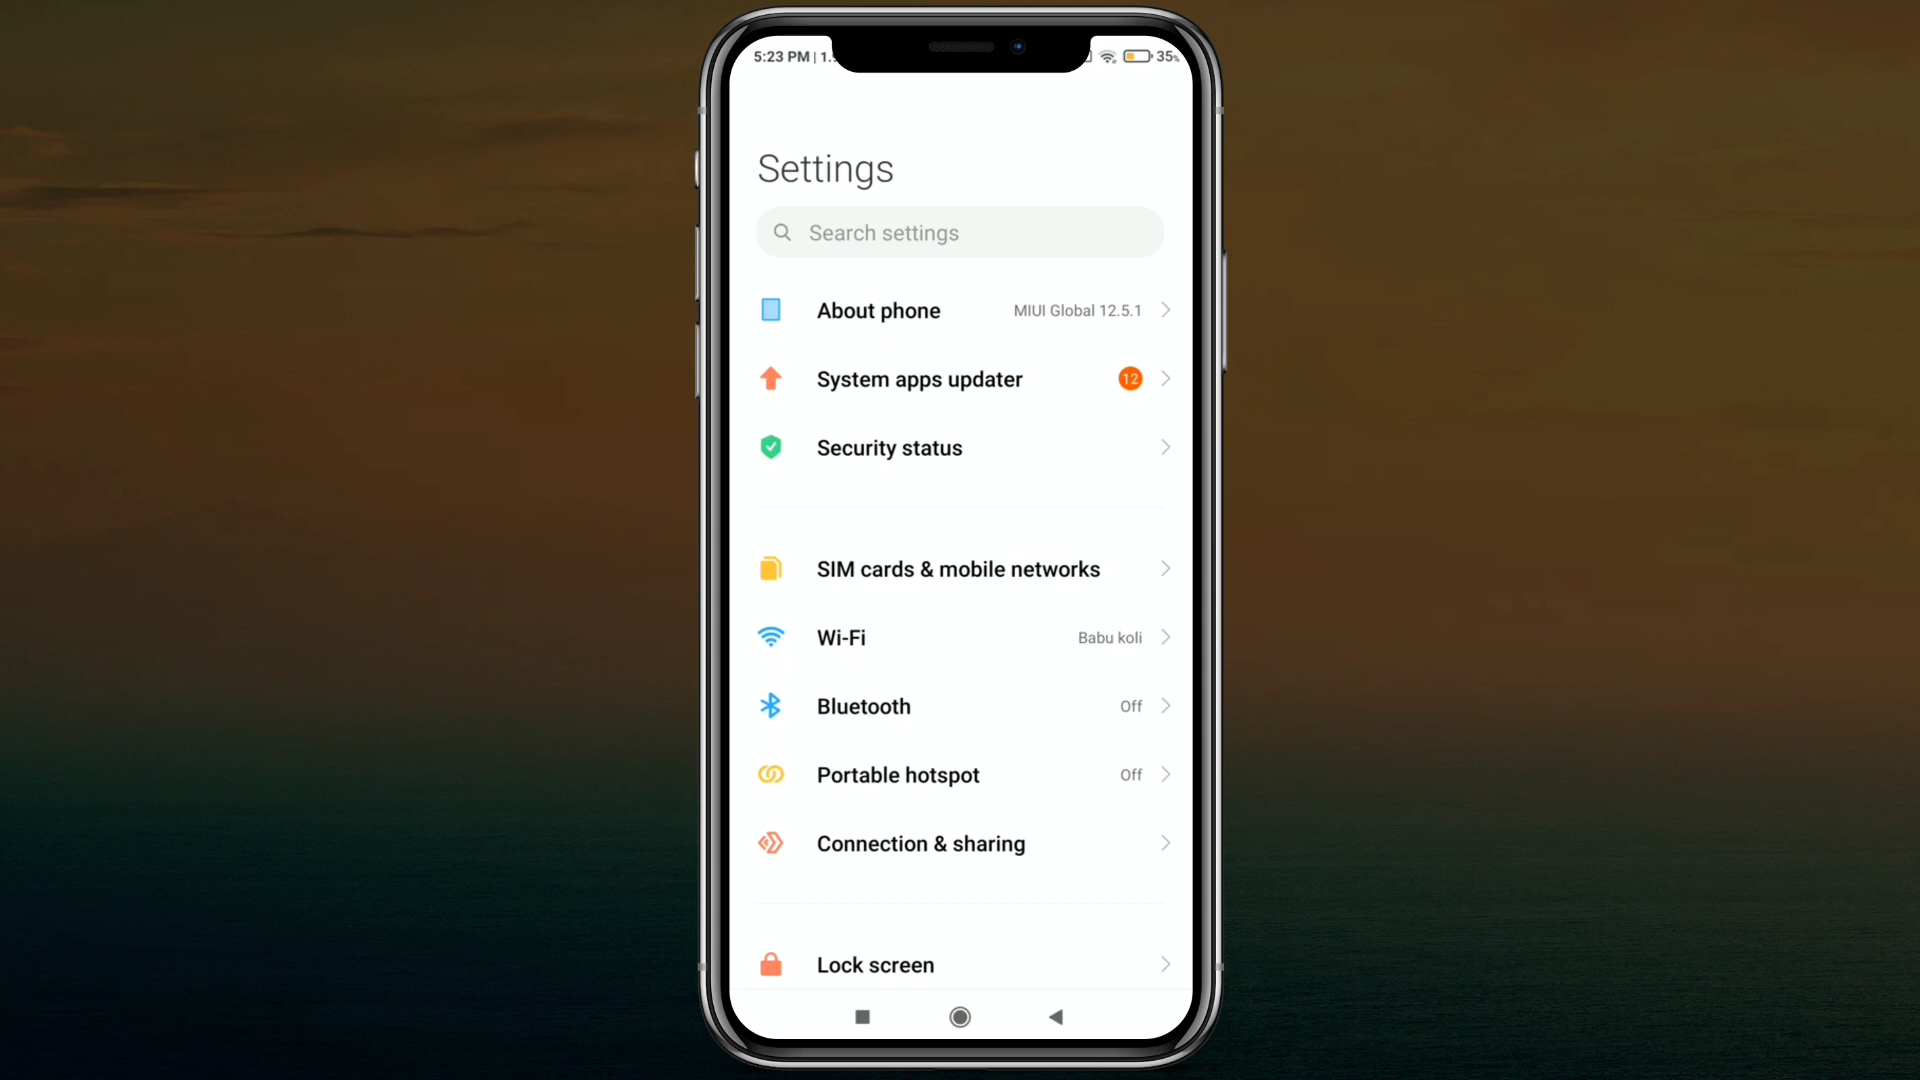 5:23 PM | 1.
35%
Settings
Search settings
About phone
MIUI Global 12.5.1
System apps updater
12
Security status
SIM cards & mobile networks
Wi-Fi
Babu koli
Bluetooth
Off
Portable hotspot
Off
Connection & sharing
Lock screen